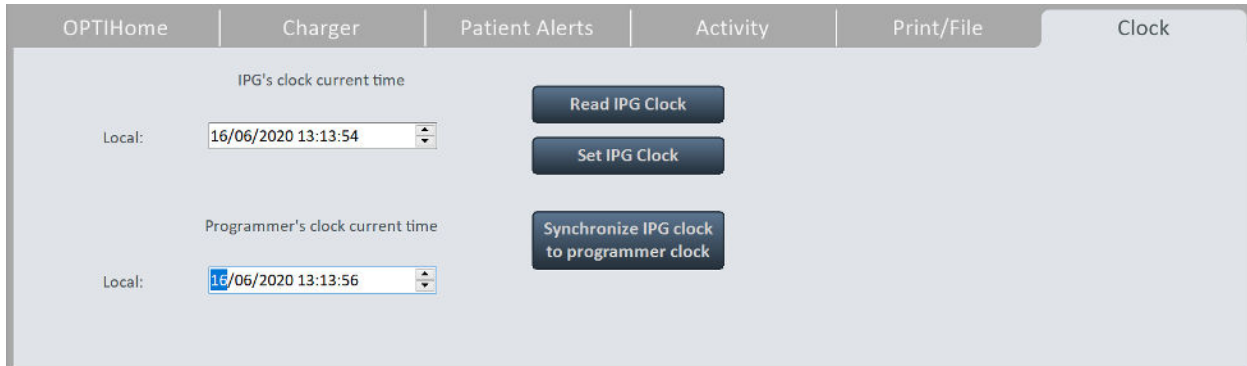 OPTIHome
Charger
Patient Alerts
Activity
Print/File
Clock
IPG's clock current time
Local:
16/06/2020 13:13:54
Read IPG Clock
Set IPG Clock
Programmer's clock current time
Local:
16/06/2020 13:13:56
Synchronize IPG clock
to programmer clock